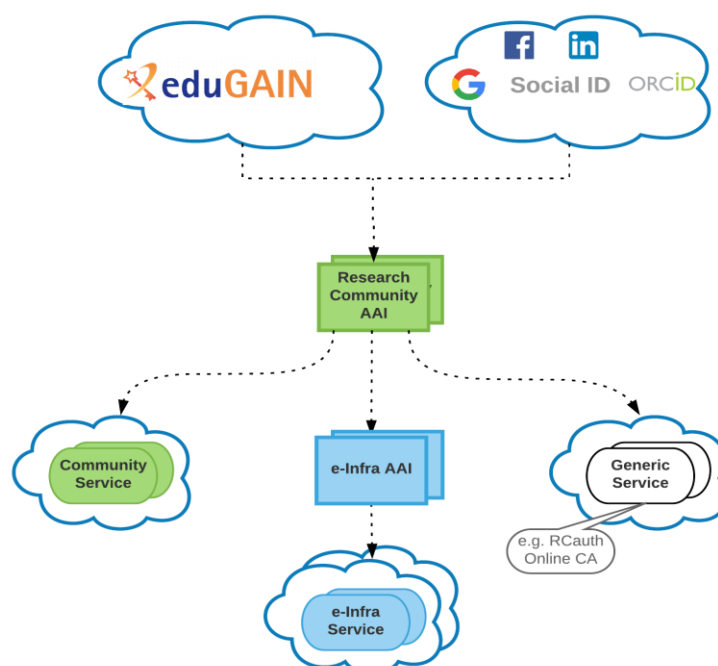 eduGAIN
f in
G Social ID ORCiD
Research
Community
AAI
Community
Service
e-Infra AAI
Generic
Service
e.g. RCauth
Online CA
e-Infra
Service